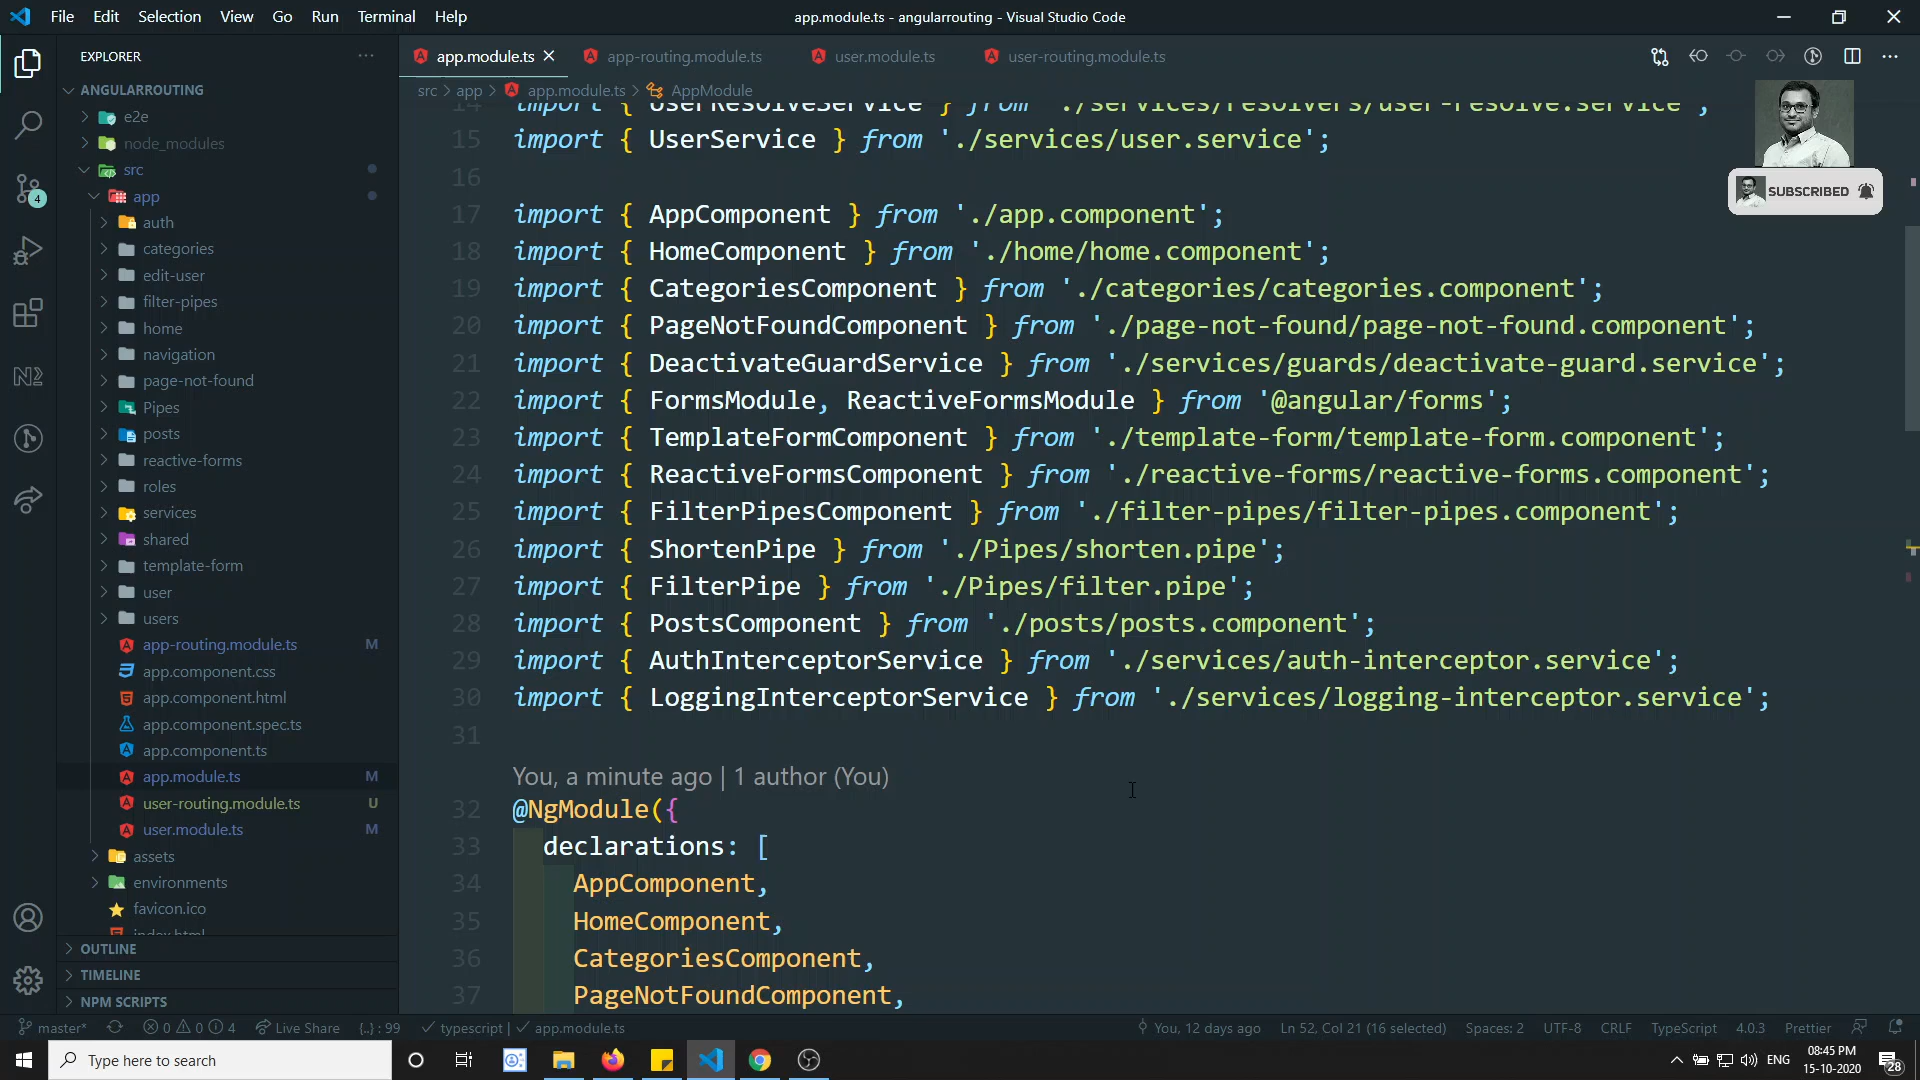 File Edit Selection View Go Run Terminal Help
app.module.ts - angularrouting - Visual Studio Code
EXPLORER
app.module.ts
app-routing.module.ts
user.module.ts
user-routing.module.ts
src > app > app.module.ts > AppModule
ANGULARROUTING
e2e
node_modules
src
app
auth
categories
edit-user
filter-pipes
home
navigation
page-not-found
Pipes
posts
reactive-forms
roles
services
shared
template-form
user
users
app-routing.module.ts M
app.component.css
app.component.html
app.component.spec.ts
app.component.ts
app.module.ts M
user-routing.module.ts U
user.module.ts M
assets
environments
favicon.ico
index.html
OUTLINE
TIMELINE
NPM SCRIPTS
4
14 import { UserResolveService } from './services/resolvers/user-resolve.service';
15 import { UserService } from './services/user.service';
16
17 import { AppComponent } from './app.component';
18 import { HomeComponent } from './home/home.component';
19 import { CategoriesComponent } from './categories/categories.component';
20 import { PageNotFoundComponent } from './page-not-found/page-not-found.component';
21 import { DeactivateGuardService } from './services/guards/deactivate-guard.service';
22 import { FormsModule, ReactiveFormsModule } from '@angular/forms';
23 import { TemplateFormComponent } from './template-form/template-form.component';
24 import { ReactiveFormsComponent } from './reactive-forms/reactive-forms.component';
25 import { FilterPipesComponent } from './filter-pipes/filter-pipes.component';
26 import { ShortenPipe } from './Pipes/shorten.pipe';
27 import { FilterPipe } from './Pipes/filter.pipe';
28 import { PostsComponent } from './posts/posts.component';
29 import { AuthInterceptorService } from './services/auth-interceptor.service';
30 import { LoggingInterceptorService } from './services/logging-interceptor.service';
31
You, a minute ago | 1 author (You)
32 @NgModule({
33 declarations: [
34 AppComponent,
35 HomeComponent,
36 CategoriesComponent,
37 PageNotFoundComponent,
SUBSCRIBED
master* 0 0 4 Live Share {..} : 99 typescript | app.module.ts You, 12 days ago Ln 52, Col 21 (16 selected) Spaces: 2 UTF-8 CRLF TypeScript 4.0.3 Prettier
Type here to search
ENG
08:45 PM
15-10-2020
28